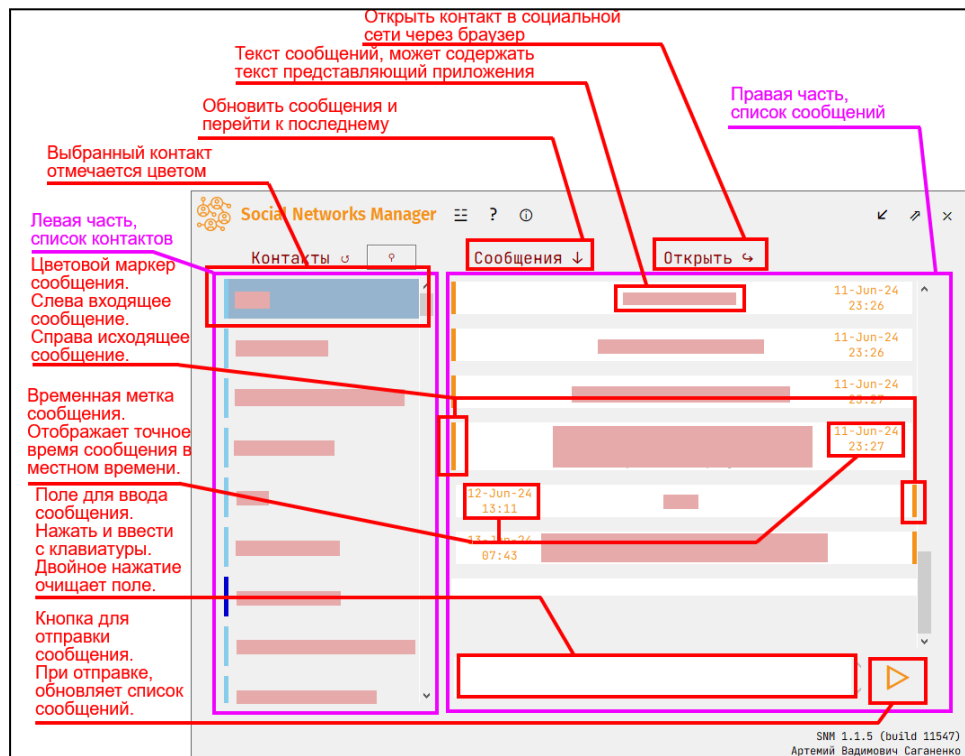 Открыть контакт в социальной
сети через браузер
Текст сообщений, может содержать
текст представляющий приложения
Правая часть,
список сообщений
Обновить сообщения и
перейти к последнему
Выбранный контакт
отмечается цветом
Левая часть,
список контактов
Цветовой маркер
сообщения.
Слева входящее
сообщение.
Справа исходящее
сообщение.
Временная метка
сообщения.
Отображает точное
время сообщения в
местном времени.
Поле для ввода
сообщения.
Нажать и ввести
с клавиатуры.
Двойное нажатие
очищает поле.
Кнопка для
отправки
сообщения.
При отправке,
обновляет список
сообщений.
Social Networks Manager ?
Контакты ↺
Сообщения ↓
Открыть ↪
11-Jun-24
23:26
11-Jun-24
23:26
11-Jun-24
23:27
11-Jun-24
23:27
12-Jun-24
13:11
13-Jun-24
07:43
SNM 1.1.5 (build 11547)
Артемий Вадимович Саганенко